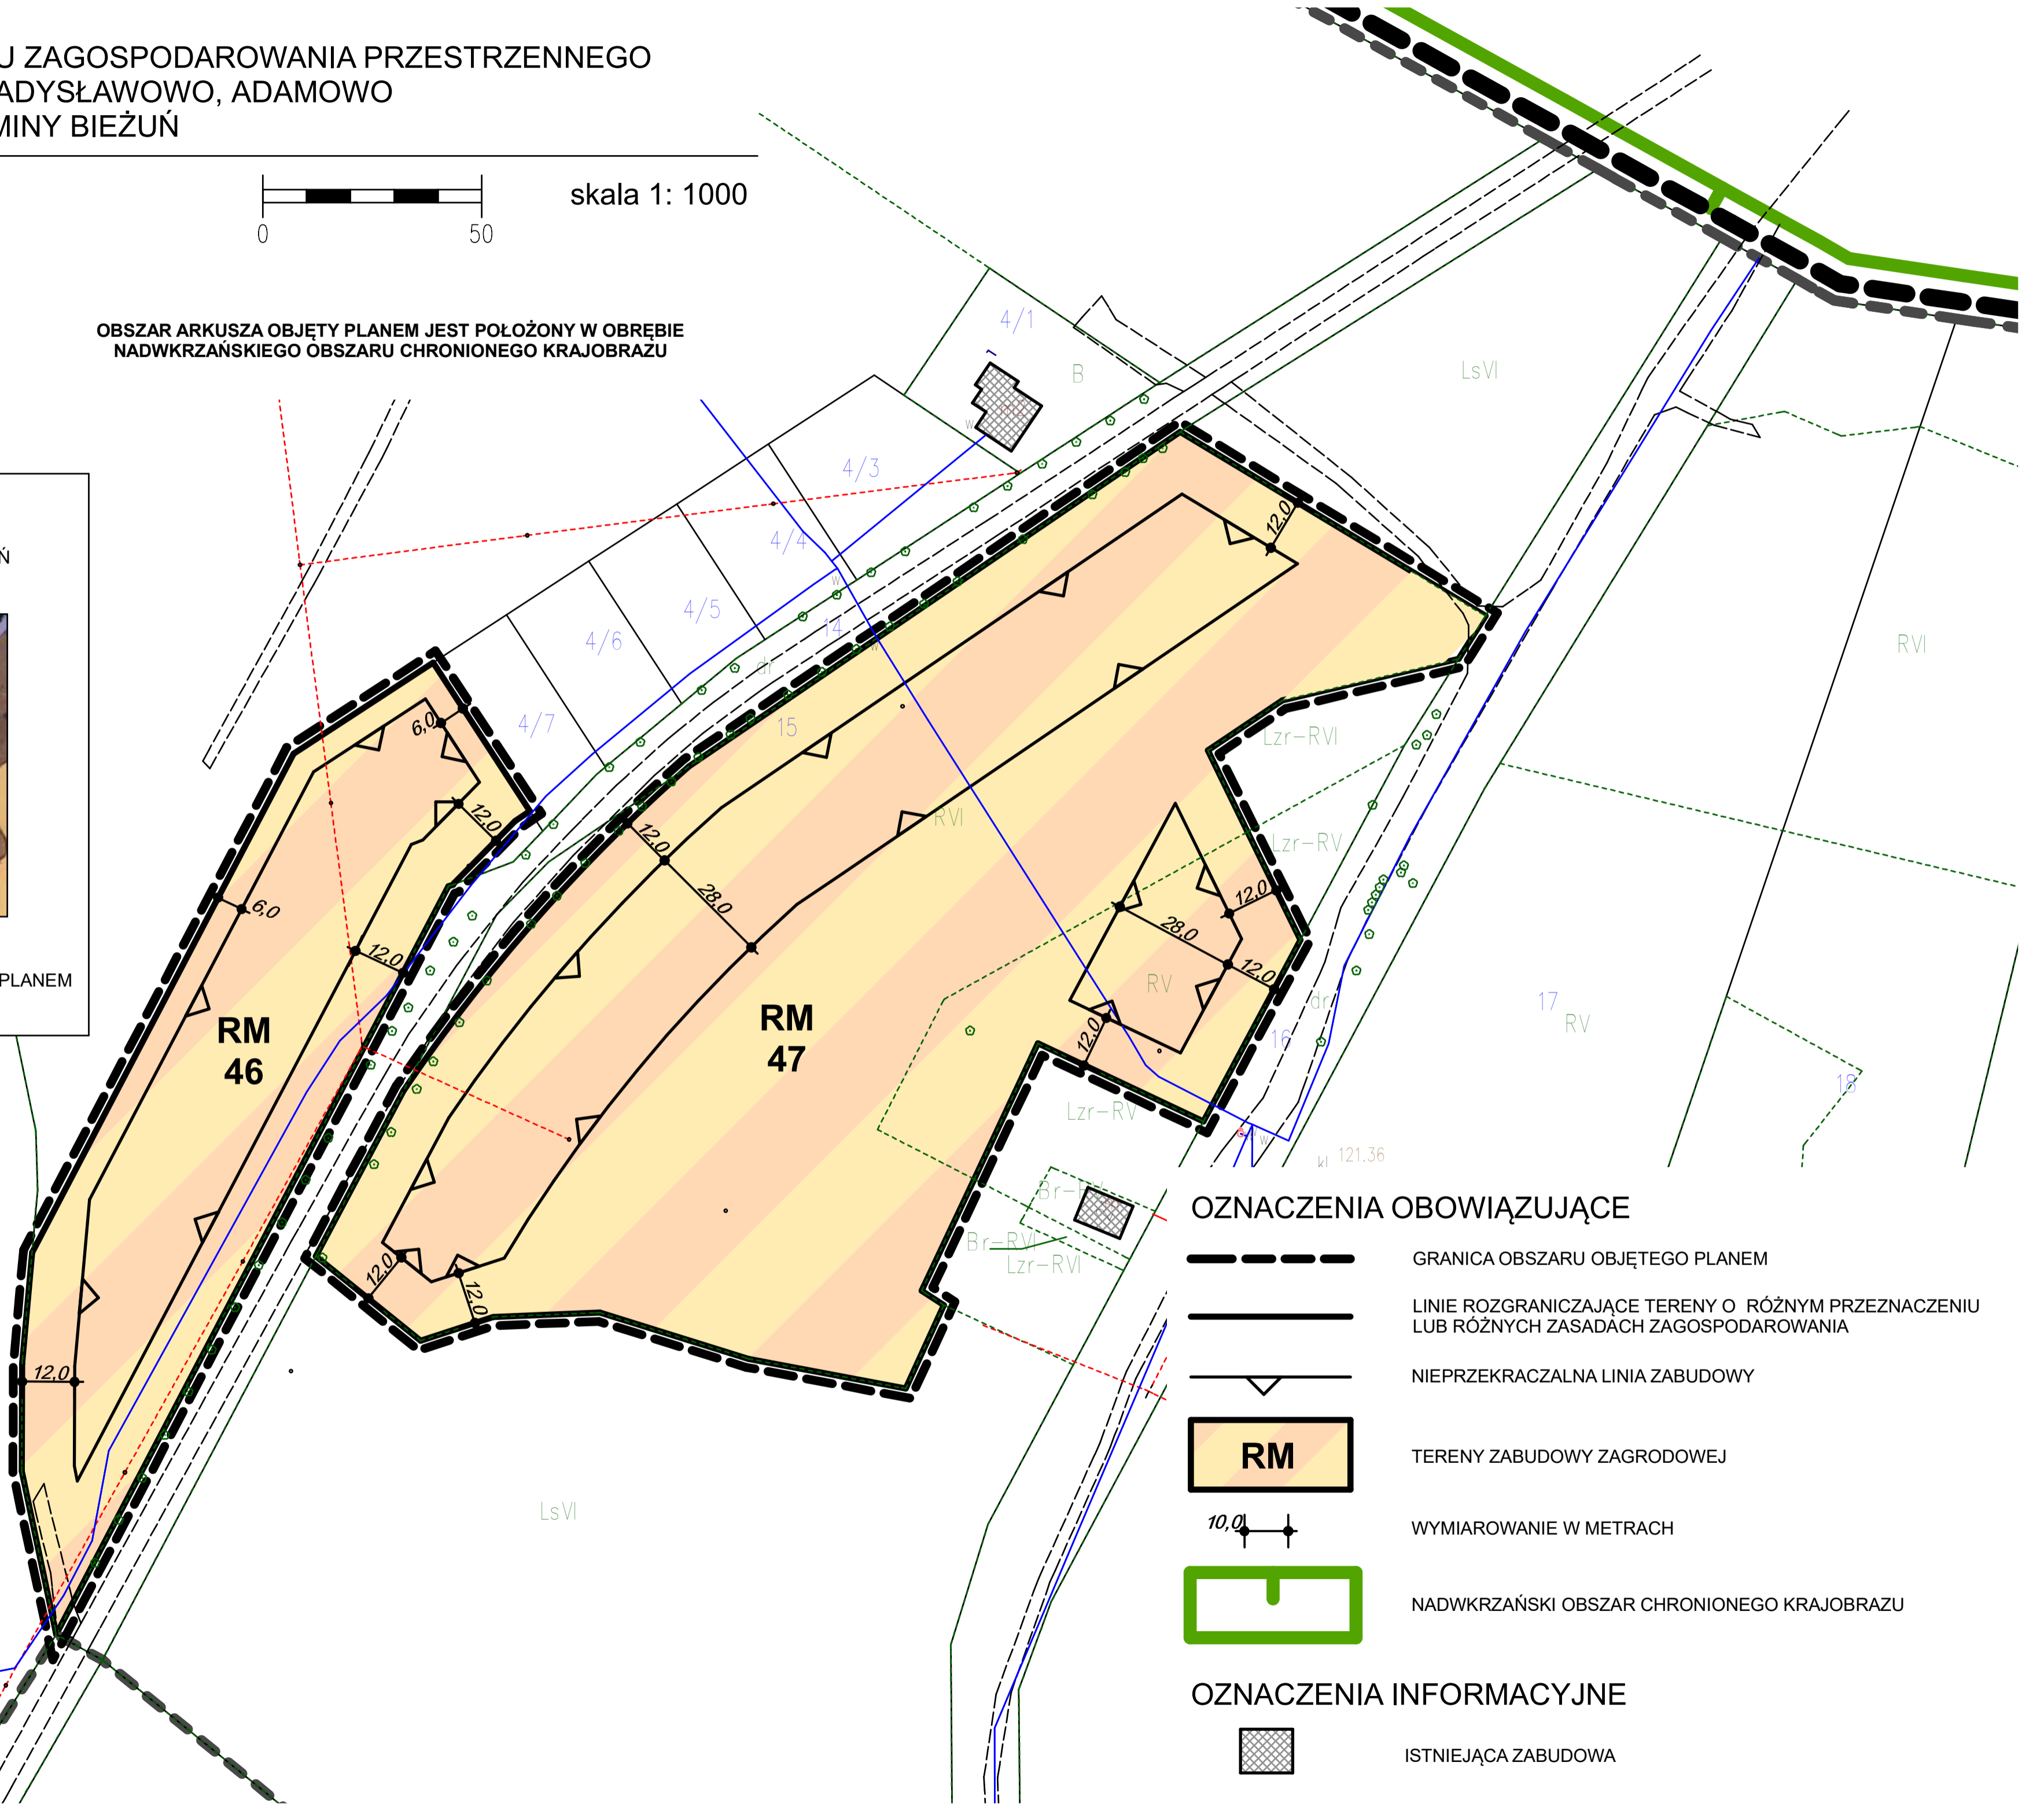 U ZAGOSPODAROWANIA PRZESTRZENNEGO
ADYSŁAWOWO, ADAMOWO
MINY BIEŻUŃ
0 50
skala 1: 1000
OBSZAR ARKUSZA OBJĘTY PLANEM JEST POŁOŻONY W OBRĘBIE
NADWKRZAŃSKIEGO OBSZARU CHRONIONEGO KRAJOBRAZU
Ń
PLANEM
4/1
B
w
4/3
4/4
w
4/5
4/6
4/7
14
w
dr
15
LsVI
RVI
12,0
6,0
12,0
6,0
12,0
12,0
28,0
RVI
Lzr-RVI
Lzr-RV
12,0
28,0
12,0
RV
12,0
RM
46
RM
47
dr
16
17
RV
18
Lzr-RV
w
kl 121.36
Br-RV
Br-RVI
Lzr-RVI
12,0
12,0
12,0
LsVI
OZNACZENIA OBOWIĄZUJĄCE
GRANICA OBSZARU OBJĘTEGO PLANEM
LINIE ROZGRANICZAJĄCE TERENY O RÓŻNYM PRZEZNACZENIU
LUB RÓŻNYCH ZASADACH ZAGOSPODAROWANIA
NIEPRZEKRACZALNA LINIA ZABUDOWY
RM
TERENY ZABUDOWY ZAGRODOWEJ
10,0
WYMIAROWANIE W METRACH
NADWKRZAŃSKI OBSZAR CHRONIONEGO KRAJOBRAZU
OZNACZENIA INFORMACYJNE
ISTNIEJĄCA ZABUDOWA